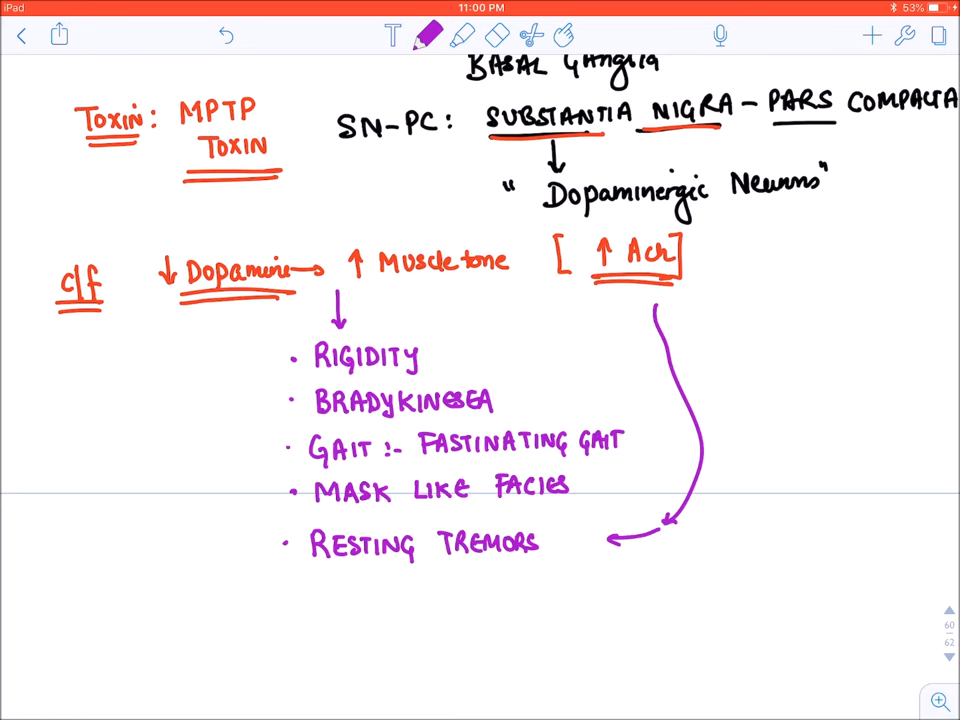 iPad 11:00 PM 53%
T
BASAL GANGLIA
TOXIN: MPTP
TOXIN
SN-PC: SUBSTANTIA NIGRA - PARS COMPACTA
" Dopaminergic Neurons"
c/f ↓ Dopamine → ↑ Muscle tone [↑ Ach]
• RIGIDITY
• BRADYKINESEA
• GAIT :- FASTINATING GAIT
• MASK LIKE FACIES
• RESTING TREMORS
60
62